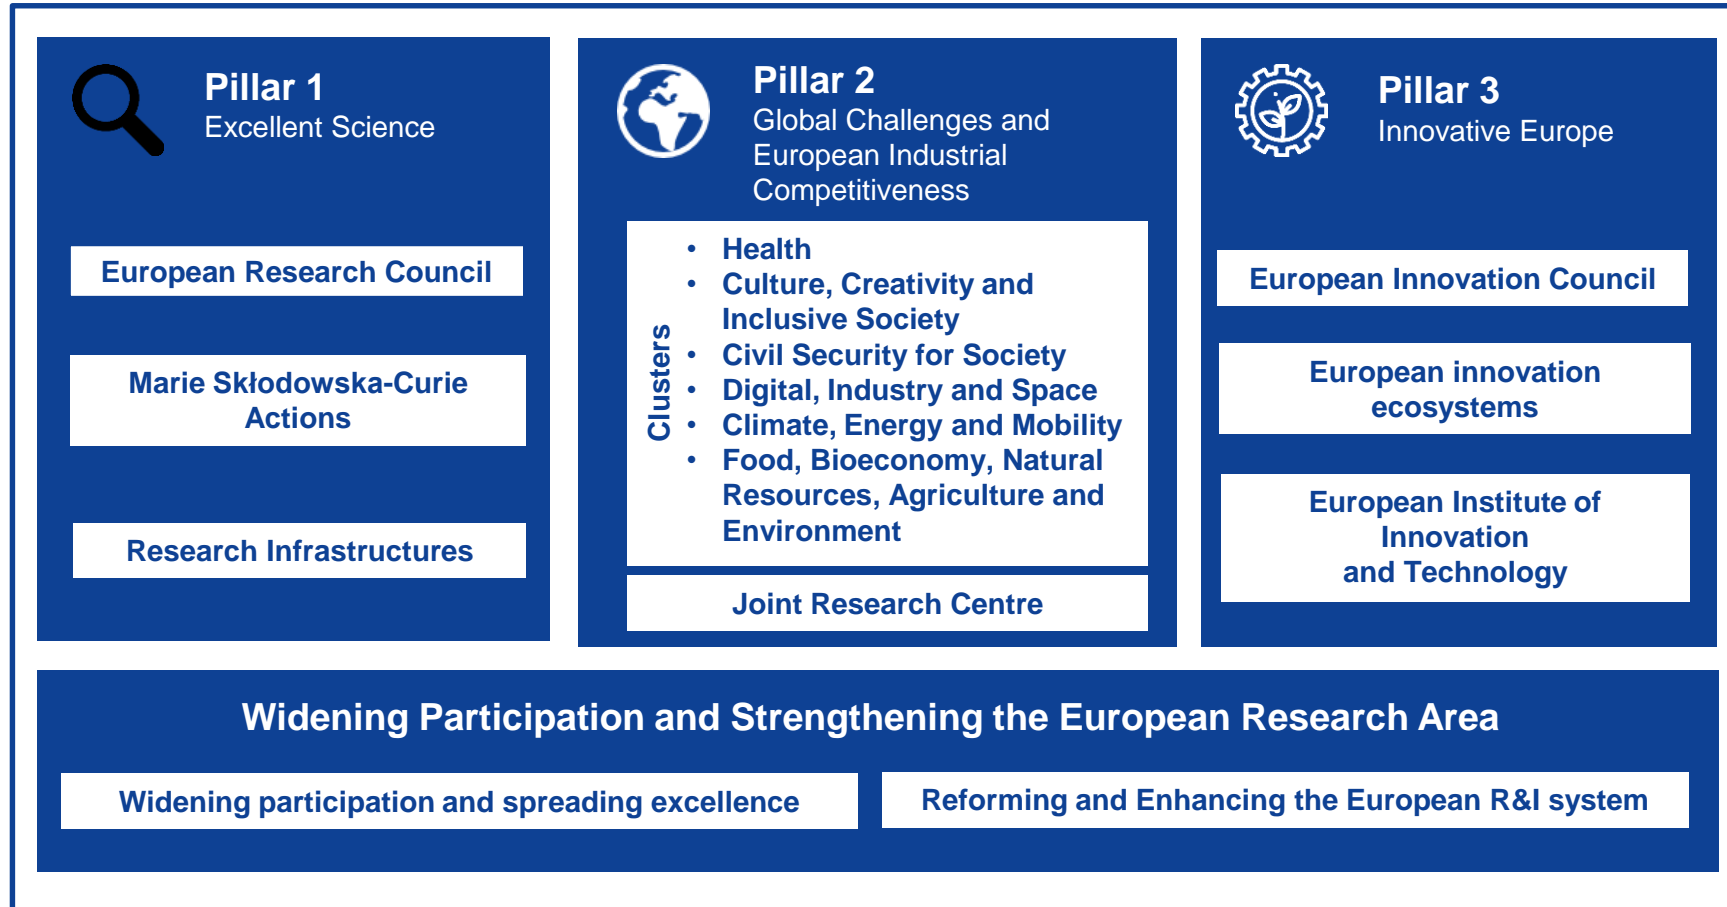 Pillar 1
Excellent Science
European Research Council
Marie Skłodowska-Curie
Actions
Research Infrastructures
Pillar 2
Global Challenges and
European Industrial
Competitiveness
Clusters
• Health
• Culture, Creativity and
Inclusive Society
• Civil Security for Society
• Digital, Industry and Space
• Climate, Energy and Mobility
• Food, Bioeconomy, Natural
Resources, Agriculture and
Environment
Joint Research Centre
Pillar 3
Innovative Europe
European Innovation Council
European innovation
ecosystems
European Institute of
Innovation
and Technology
Widening Participation and Strengthening the European Research Area
Widening participation and spreading excellence
Reforming and Enhancing the European R&I system